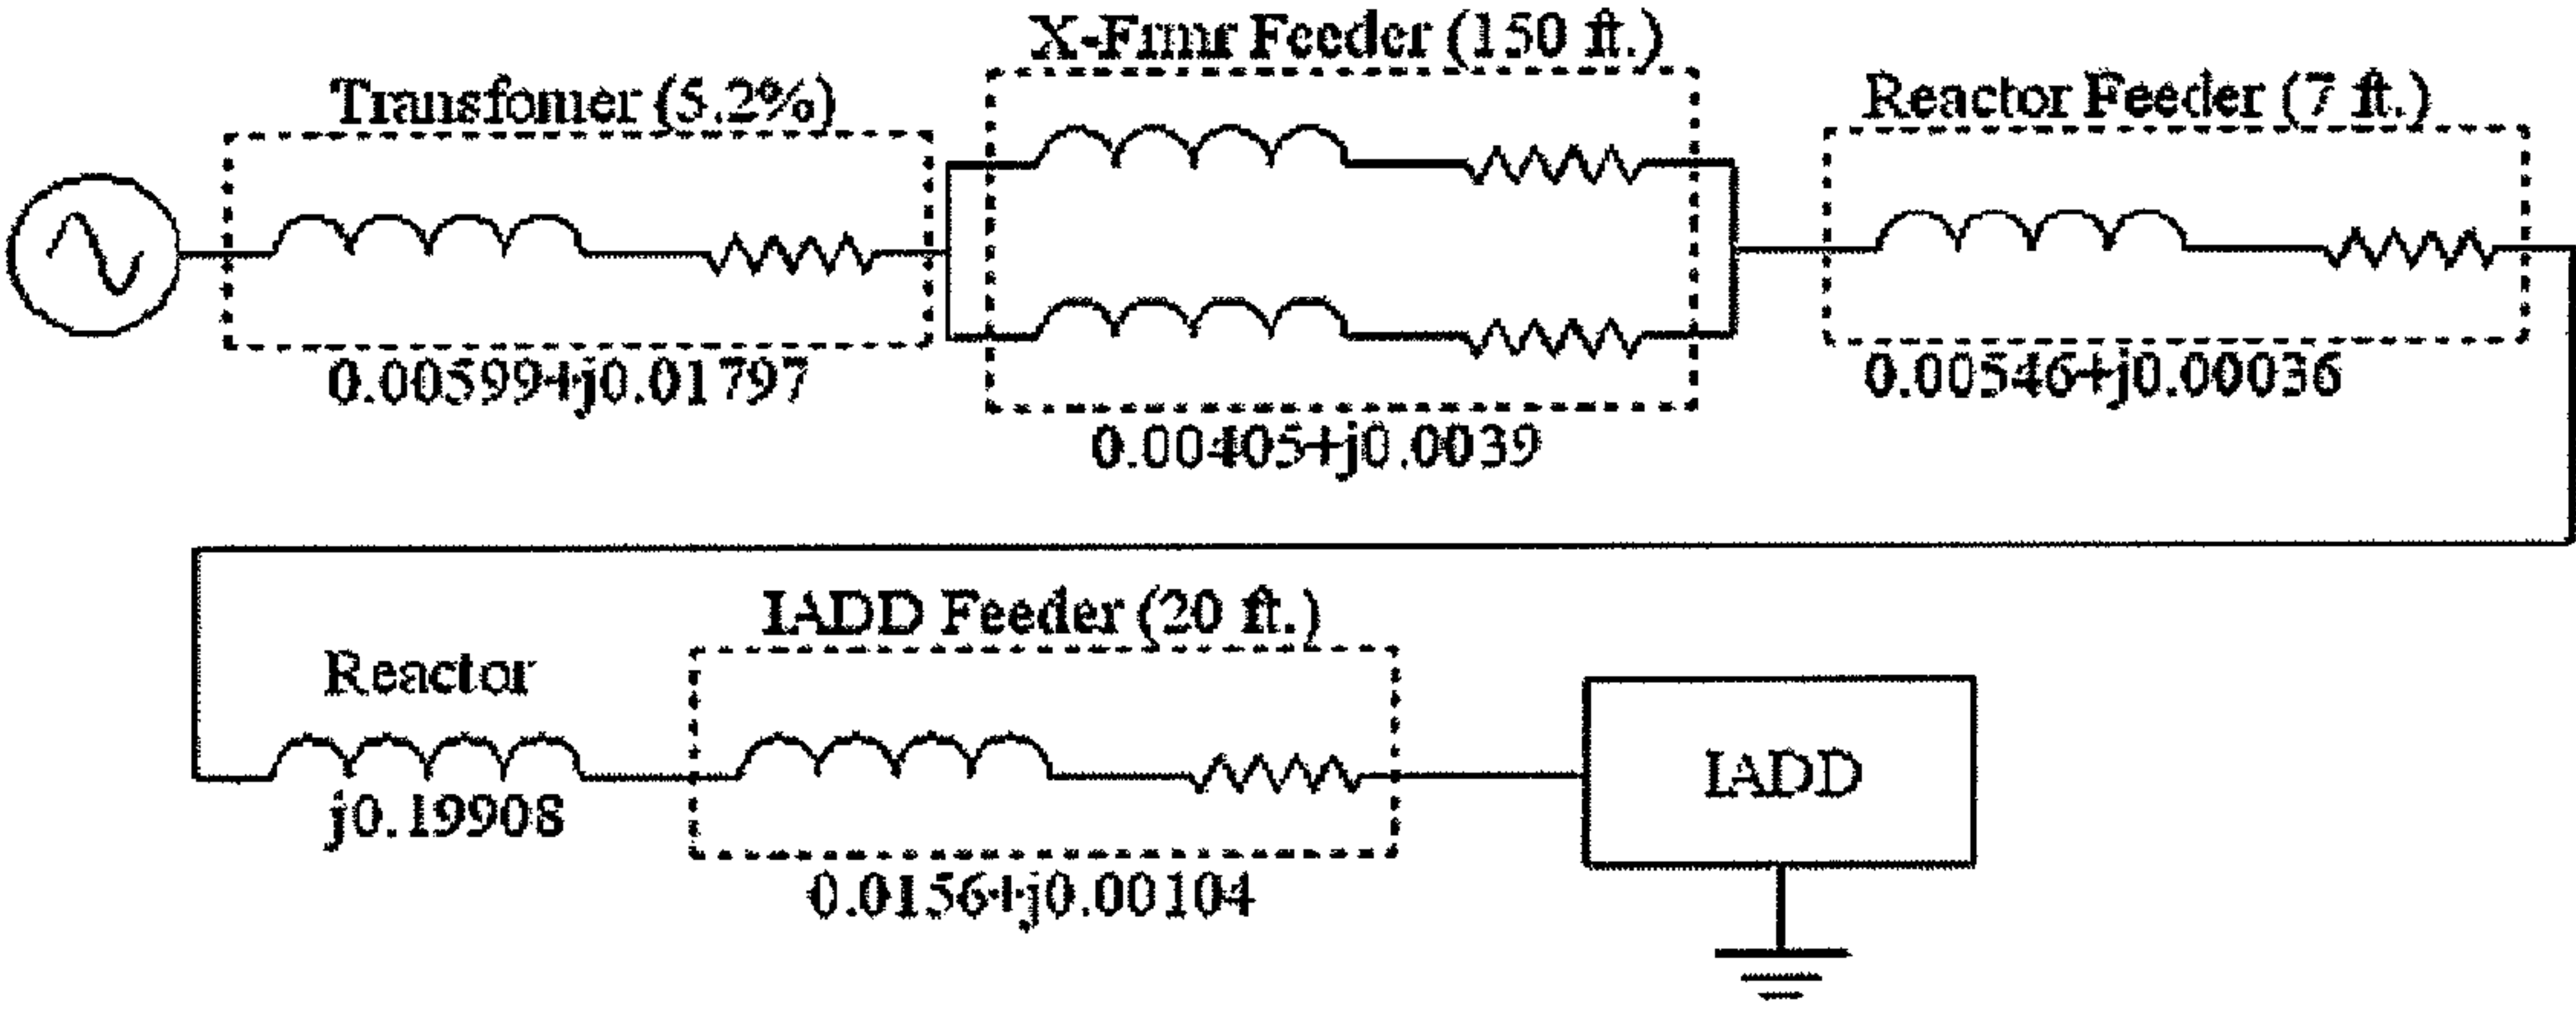 X-Frmr Feeder (150 ft.)
Transfomer (5.2%)
Reactor Feeder (7 ft.)
0.00599+j0.01797
0.00405+j0.0039
0.00546+j0.00036
IADD Feeder (20 ft.)
Reactor
j0.19908
0.0156+j0.00104
IADD